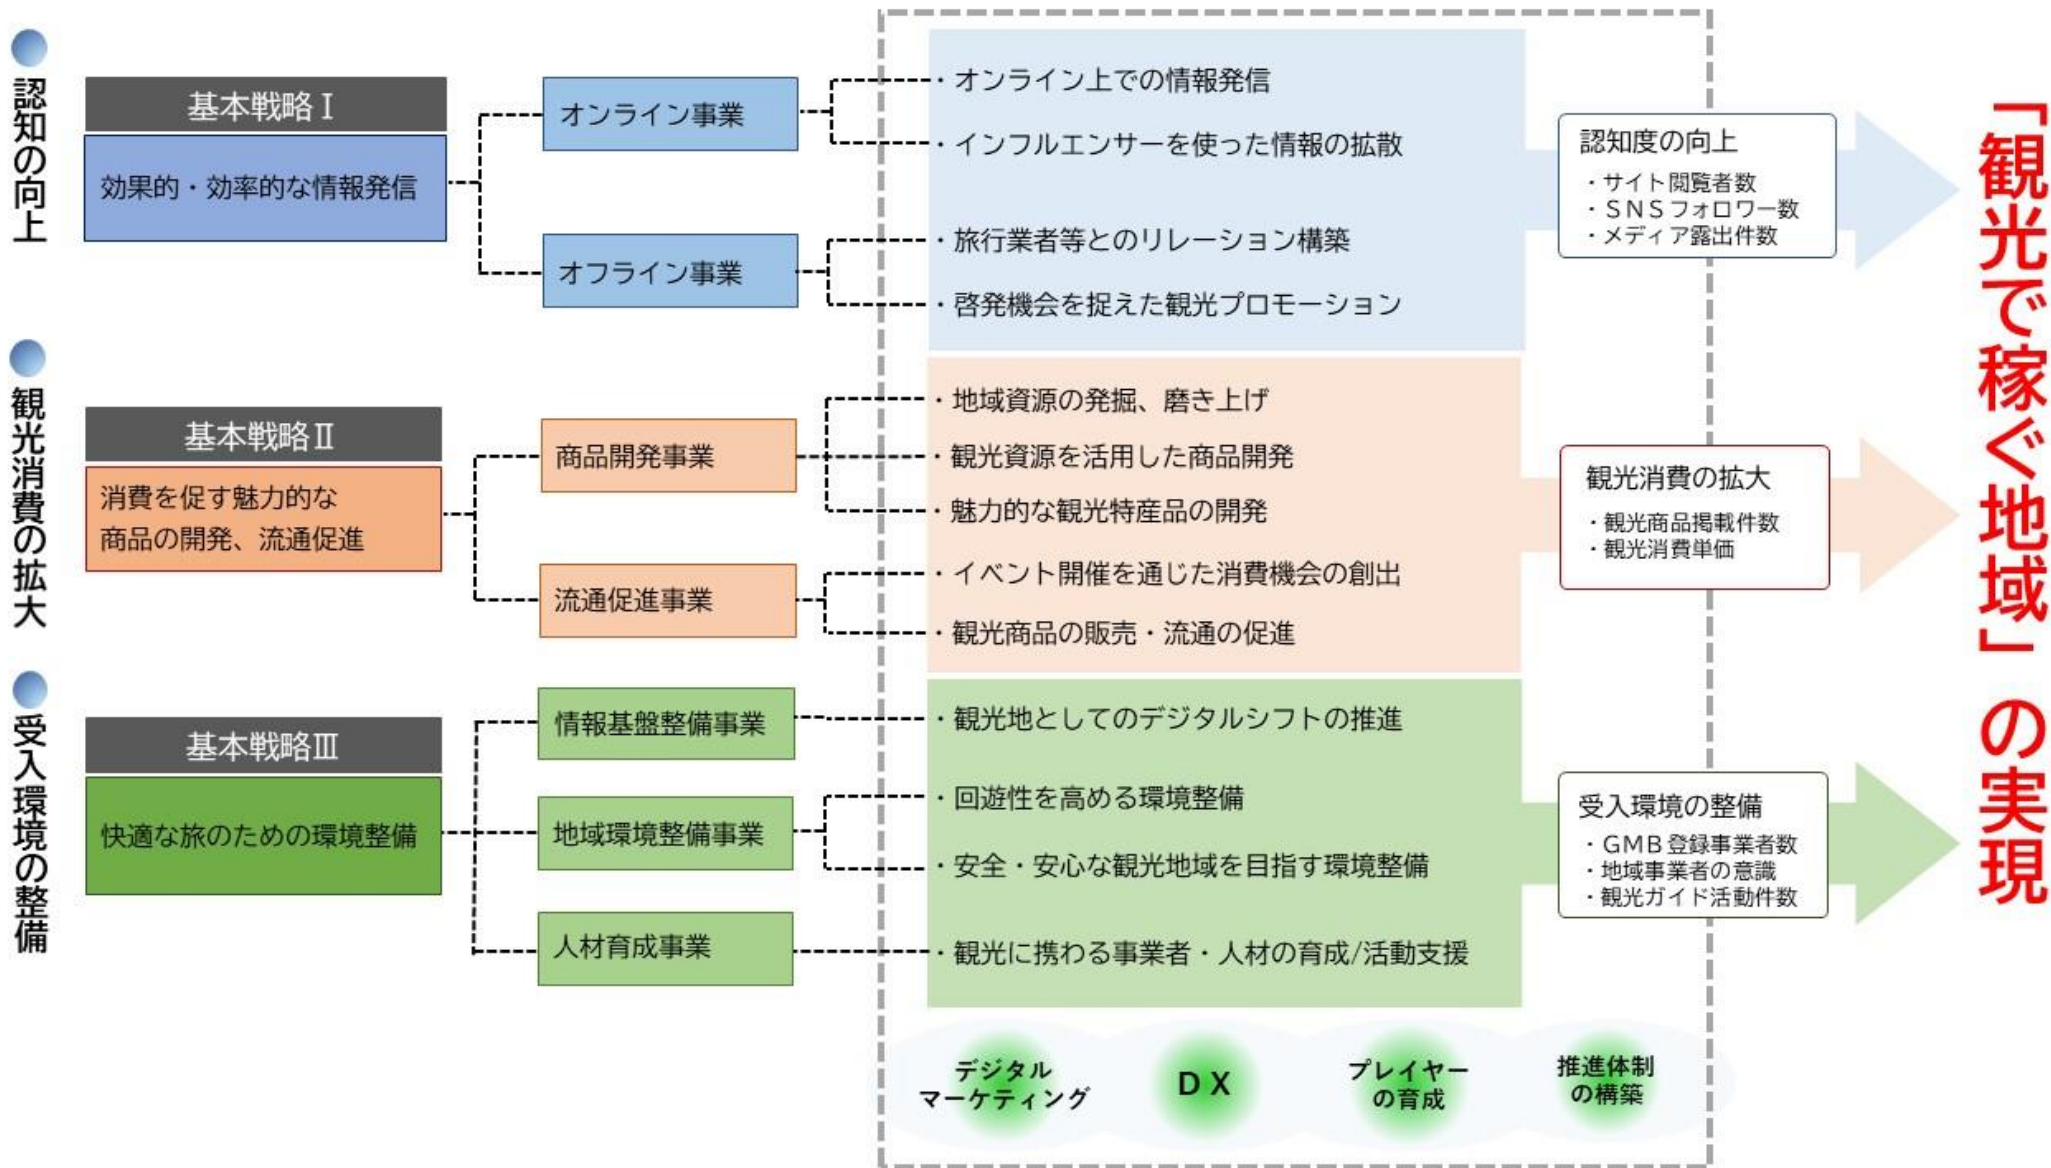 認知の向上
基本戦略Ⅰ
効果的・効率的な情報発信
オンライン事業
・オンライン上での情報発信
・インフルエンサーを使った情報の拡散
オフライン事業
・旅行業者等とのリレーション構築
・啓発機会を捉えた観光プロモーション
認知度の向上
・サイト閲覧者数
・ＳＮＳフォロワー数
・メディア露出件数
観光消費の拡大
基本戦略Ⅱ
消費を促す魅力的な
商品の開発、流通促進
商品開発事業
・地域資源の発掘、磨き上げ
・観光資源を活用した商品開発
・魅力的な観光特産品の開発
流通促進事業
・イベント開催を通じた消費機会の創出
・観光商品の販売・流通の促進
観光消費の拡大
・観光商品掲載件数
・観光消費単価
受入環境の整備
基本戦略Ⅲ
快適な旅のための環境整備
情報基盤整備事業
・観光地としてのデジタルシフトの推進
地域環境整備事業
・回遊性を高める環境整備
・安全・安心な観光地域を目指す環境整備
人材育成事業
・観光に携わる事業者・人材の育成/活動支援
受入環境の整備
・ＧＭＢ登録事業者数
・地域事業者の意識
・観光ガイド活動件数
デジタル
マーケティング
ＤＸ
プレイヤー
の育成
推進体制
の構築
「観光で稼ぐ地域」の実現